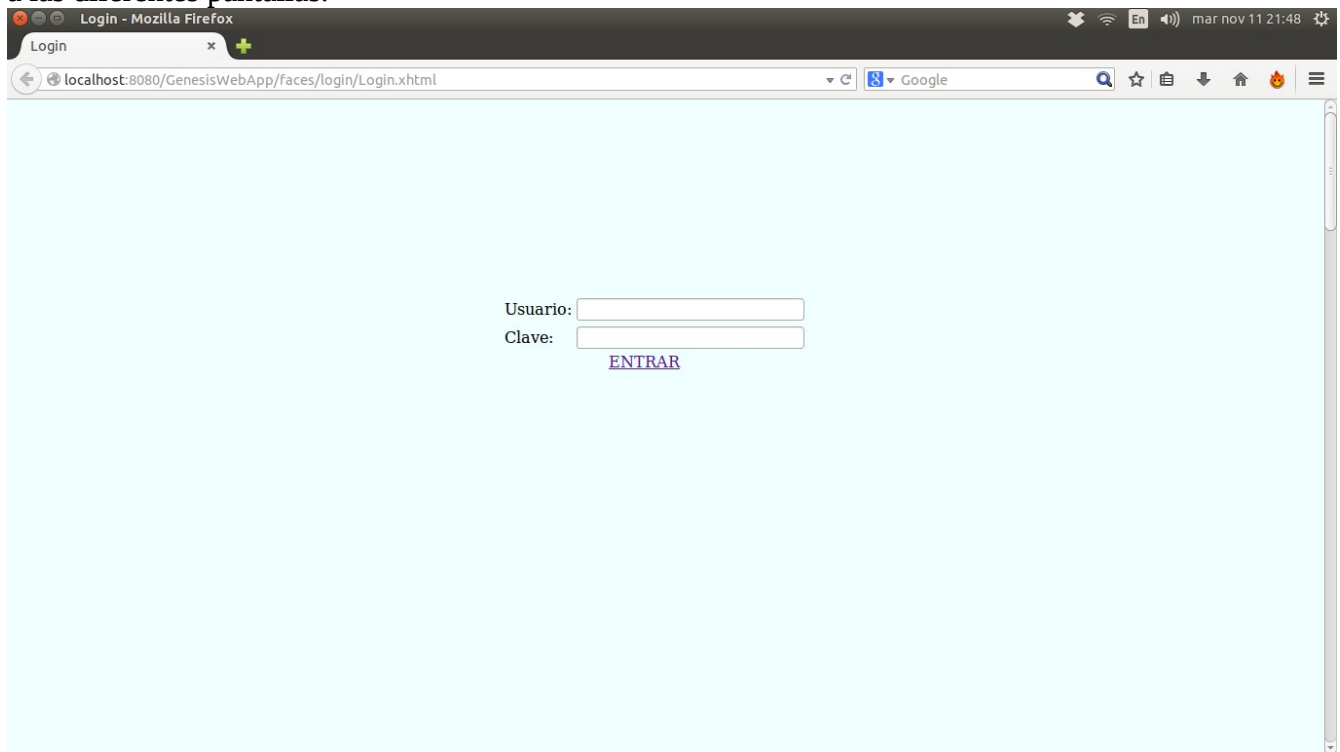 a las diferentes pantallas.
Login - Mozilla Firefox
En mar nov 11 21:48
Login
localhost:8080/GenesisWebApp/faces/login/Login.xhtml
8 Google
Usuario:
Clave:
ENTRAR